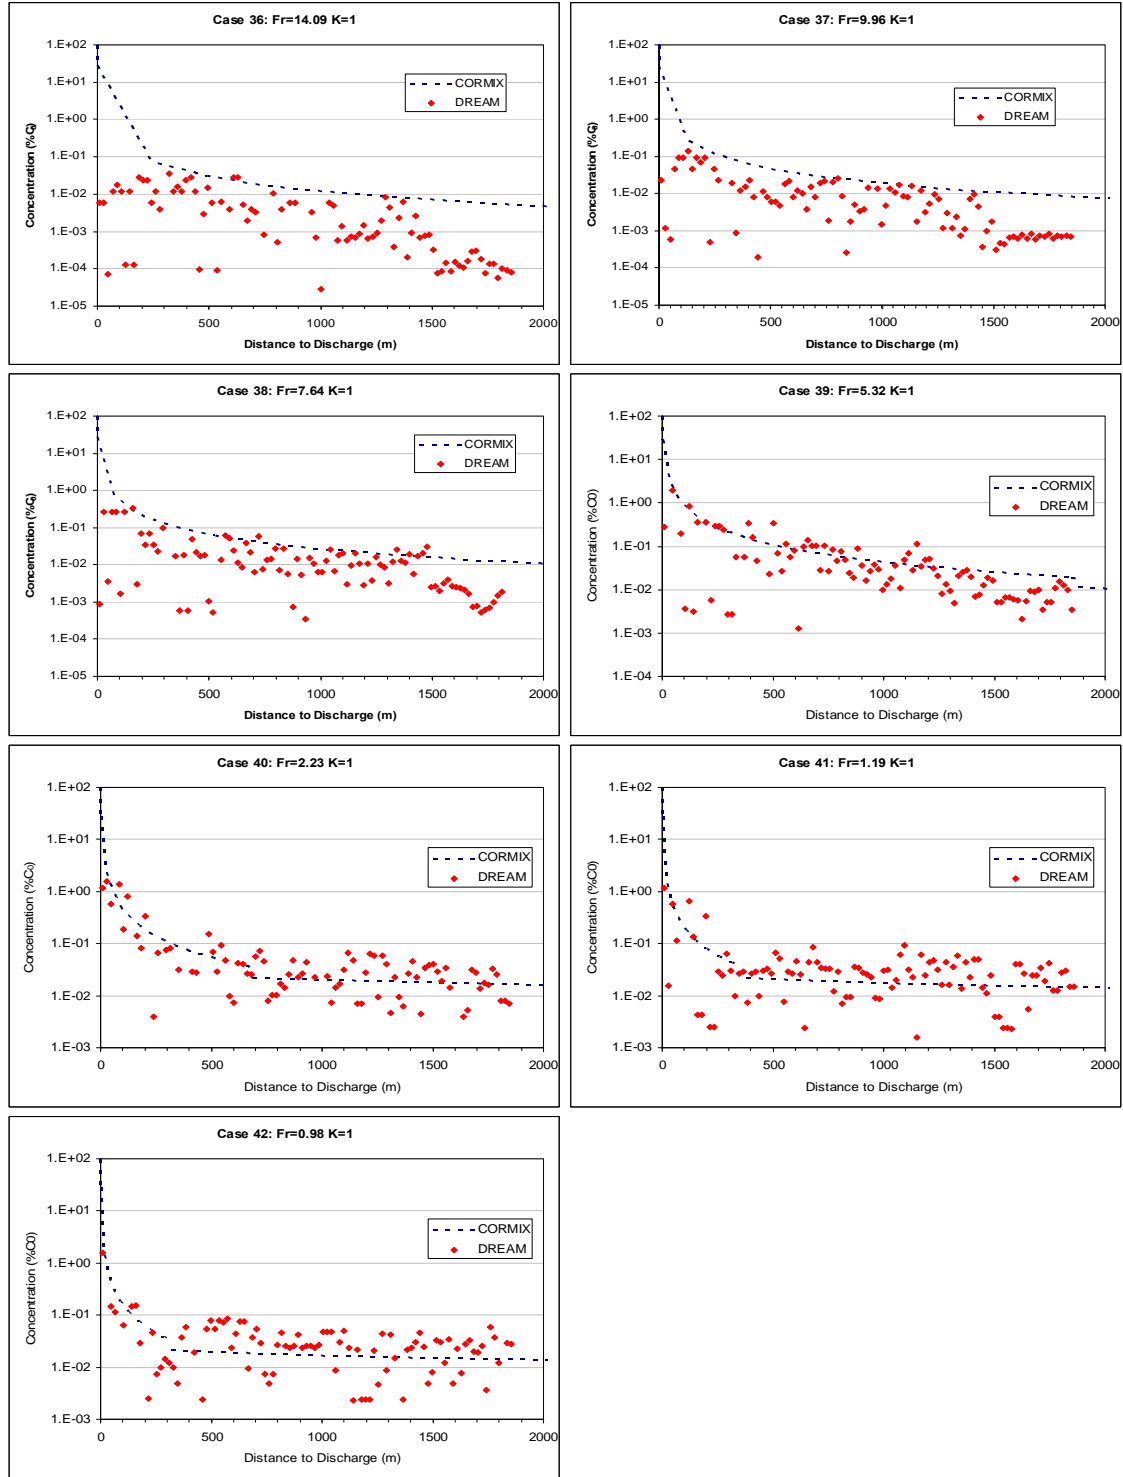 Case 36: Fr=14.09 K=1
1.E+02
1.E+01
1.E+00
1.E-01
1.E-02
1.E-03
1.E-04
1.E-05
Concentration (%C₀)
CORMIX
DREAM
0 500 1000 1500 2000
Distance to Discharge (m)
Case 37: Fr=9.96 K=1
1.E+02
1.E+01
1.E+00
1.E-01
1.E-02
1.E-03
1.E-04
1.E-05
Concentration (%C₀)
CORMIX
DREAM
0 500 1000 1500 2000
Distance to Discharge (m)
Case 38: Fr=7.64 K=1
1.E+02
1.E+01
1.E+00
1.E-01
1.E-02
1.E-03
1.E-04
1.E-05
Concentration (%C₀)
CORMIX
DREAM
0 500 1000 1500 2000
Distance to Discharge (m)
Case 39: Fr=5.32 K=1
1.E+02
1.E+01
1.E+00
1.E-01
1.E-02
1.E-03
1.E-04
Concentration (%C0)
CORMIX
DREAM
0 500 1000 1500 2000
Distance to Discharge (m)
Case 40: Fr=2.23 K=1
1.E+02
1.E+01
1.E+00
1.E-01
1.E-02
1.E-03
Concentration (%C₀)
CORMIX
DREAM
0 500 1000 1500 2000
Distance to Discharge (m)
Case 41: Fr=1.19 K=1
1.E+02
1.E+01
1.E+00
1.E-01
1.E-02
1.E-03
Concentration (%C0)
CORMIX
DREAM
0 500 1000 1500 2000
Distance to Discharge (m)
Case 42: Fr=0.98 K=1
1.E+02
1.E+01
1.E+00
1.E-01
1.E-02
1.E-03
Concentration (%C0)
CORMIX
DREAM
0 500 1000 1500 2000
Distance to Discharge (m)